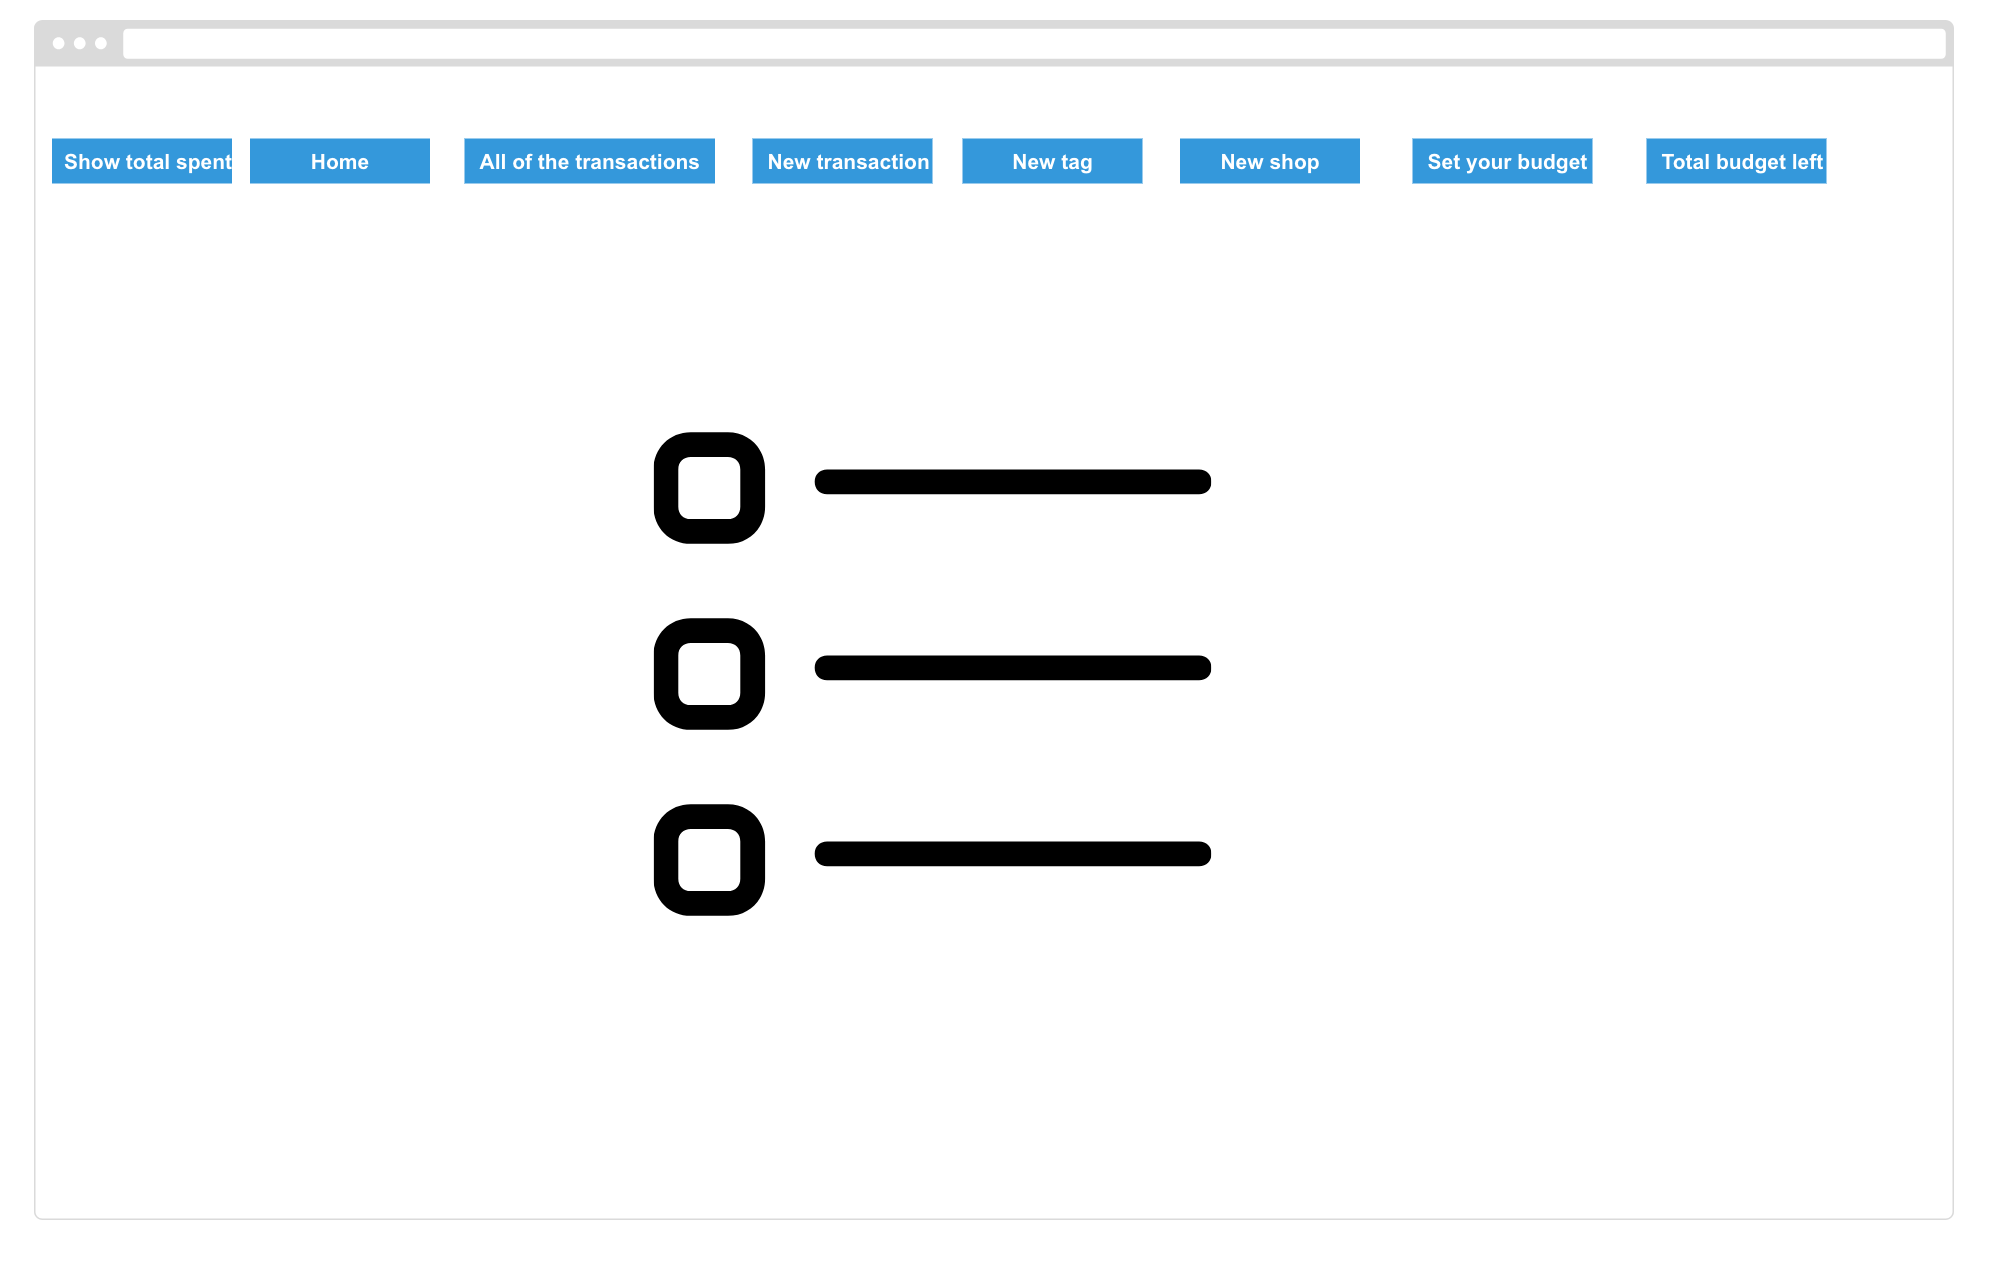 Show total spent
Home
All of the transactions
New transaction
New tag
New shop
Set your budget
Total budget left